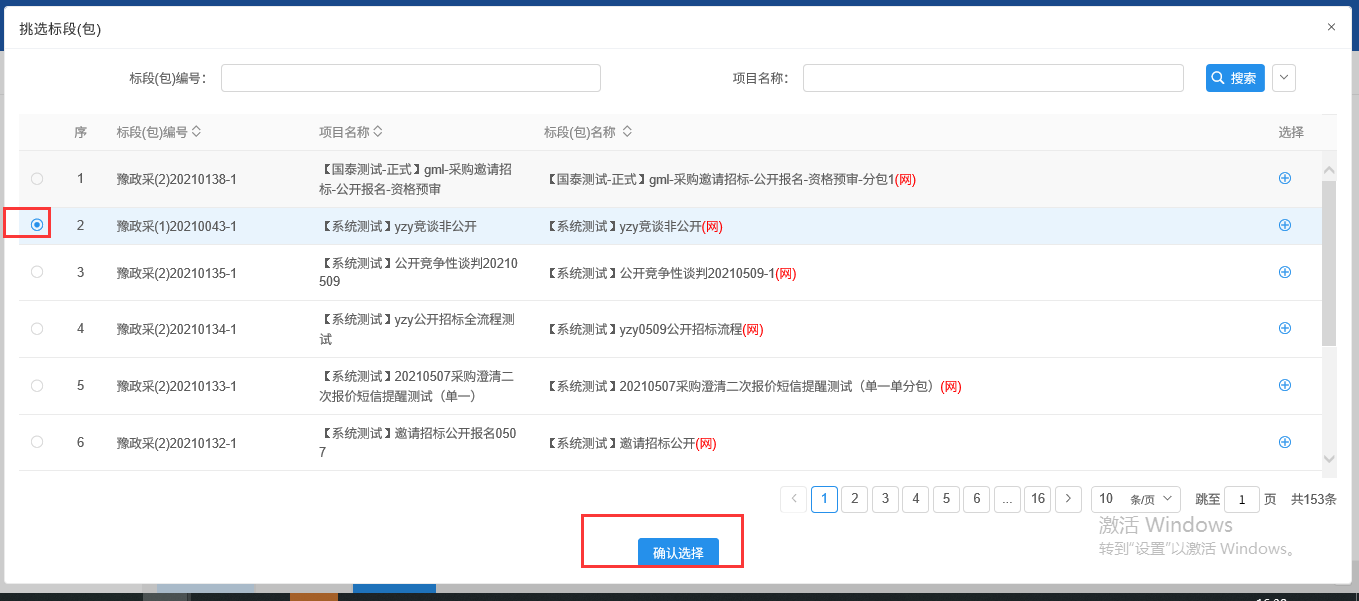 挑选标段(包)
标段(包)编号：
项目名称：
搜索
序 标段(包)编号 项目名称 标段(包)名称 选择
1 豫政采(2)20210138-1 【国泰测试-正式】gml-采购邀请招 【国泰测试-正式】gml-采购邀请招标-公开报名-资格预审-分包1(网)
标-公开报名-资格预审
2 豫政采(1)20210043-1 【系统测试】yzy竞谈非公开 【系统测试】yzy竞谈非公开(网)
3 豫政采(2)20210135-1 【系统测试】公开竞争性谈判20210 【系统测试】公开竞争性谈判20210509-1(网)
509
4 豫政采(2)20210134-1 【系统测试】yzy公开招标全流程测 【系统测试】yzy0509公开招标流程(网)
试
5 豫政采(2)20210133-1 【系统测试】20210507采购澄清二 【系统测试】20210507采购澄清二次报价短信提醒测试（单一单分包）(网)
次报价短信提醒测试（单一）
6 豫政采(2)20210132-1 【系统测试】邀请招标公开报名050 【系统测试】邀请招标公开(网)
7
1 2 3 4 5 6 ... 16 10 条/页 跳至 1 页 共153条
激活 Windows
转到“设置”以激活 Windows。
确认选择